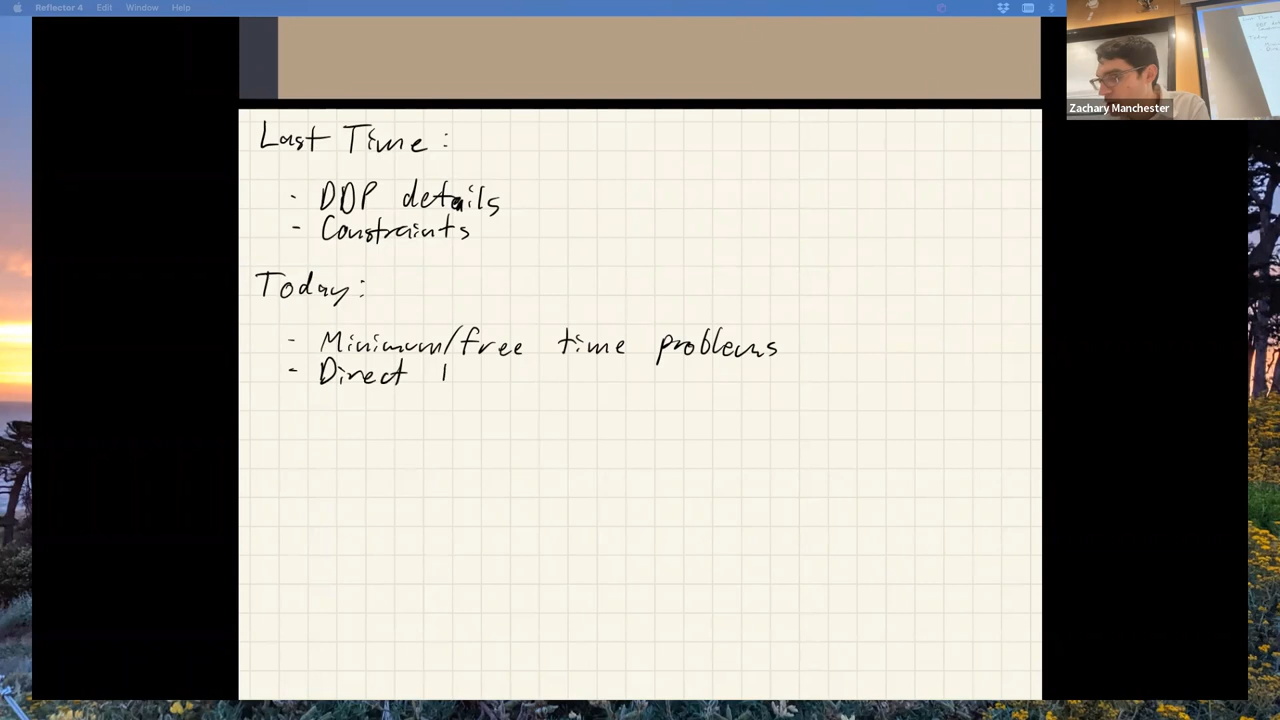 Reflector 4 Edit Window Help
Zachary Manchester
Last Time:
- DDP details
- Constraints
Today:
- Minimum/free time problems
- Direct